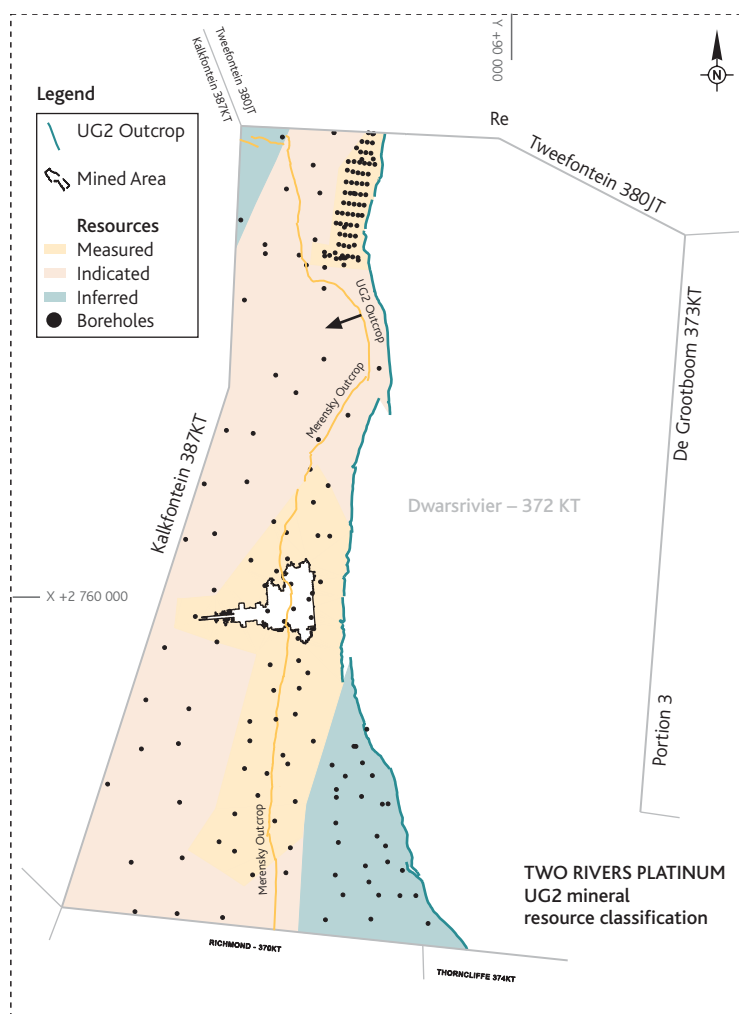 Y +90 000
N
Tweefontein 380JT
Kalkfontein 387KT
Re
Tweefontein 380JT
Legend
UG2 Outcrop
Mined Area
Resources
Measured
Indicated
Inferred
Boreholes
UG2 Outcrop
De Grootboom 373KT
Merensky Outcrop
Kalkfontein 387KT
Dwarsrivier – 372 KT
X +2 760 000
Portion 3
Merensky Outcrop
TWO RIVERS PLATINUM
UG2 mineral
resource classification
RICHMOND - 370KT
THORNCLIFFE 374KT